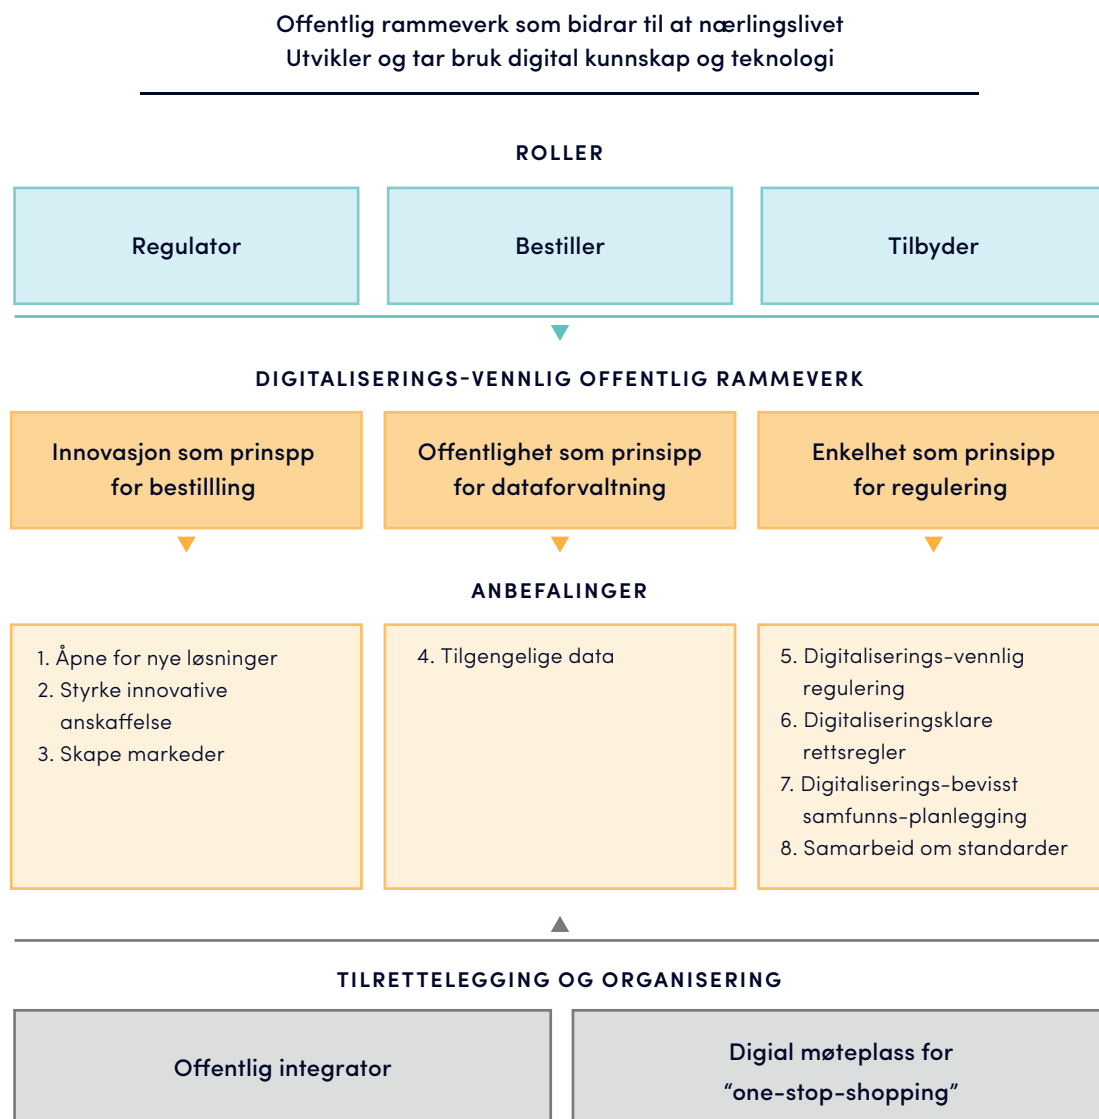 Offentlig rammeverk som bidrar til at nærlingslivet
Utvikler og tar bruk digital kunnskap og teknologi
ROLLER
Regulator
Bestiller
Tilbyder
DIGITALISERINGS-VENNLIG OFFENTLIG RAMMEVERK
Innovasjon som prinspp
for bestillling
Offentlighet som prinsipp
for dataforvaltning
Enkelhet som prinsipp
for regulering
ANBEFALINGER
1. Åpne for nye løsninger
2. Styrke innovative
anskaffelse
3. Skape markeder
4. Tilgengelige data
5. Digitaliserings-vennlig
regulering
6. Digitaliseringsklare
rettsregler
7. Digitaliserings-bevisst
samfunns-planlegging
8. Samarbeid om standarder
TILRETTELEGGING OG ORGANISERING
Offentlig integrator
Digial møteplass for
“one-stop-shopping”